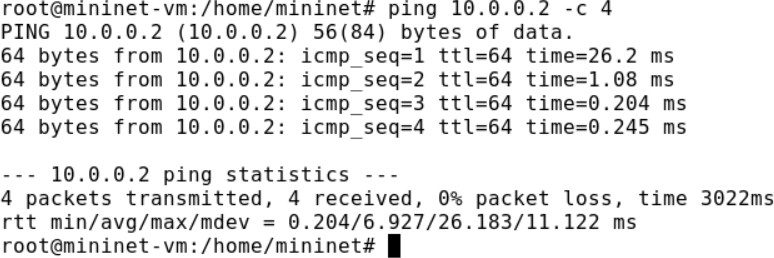 root@mininet-vm:/home/mininet# ping 10.0.0.2 -c 4
PING 10.0.0.2 (10.0.0.2) 56(84) bytes of data.
64 bytes from 10.0.0.2: icmp_seq=1 ttl=64 time=26.2 ms
64 bytes from 10.0.0.2: icmp_seq=2 ttl=64 time=1.08 ms
64 bytes from 10.0.0.2: icmp_seq=3 ttl=64 time=0.204 ms
64 bytes from 10.0.0.2: icmp_seq=4 ttl=64 time=0.245 ms
--- 10.0.0.2 ping statistics ---
4 packets transmitted, 4 received, 0% packet loss, time 3022ms
rtt min/avg/max/mdev = 0.204/6.927/26.183/11.122 ms
root@mininet-vm:/home/mininet#